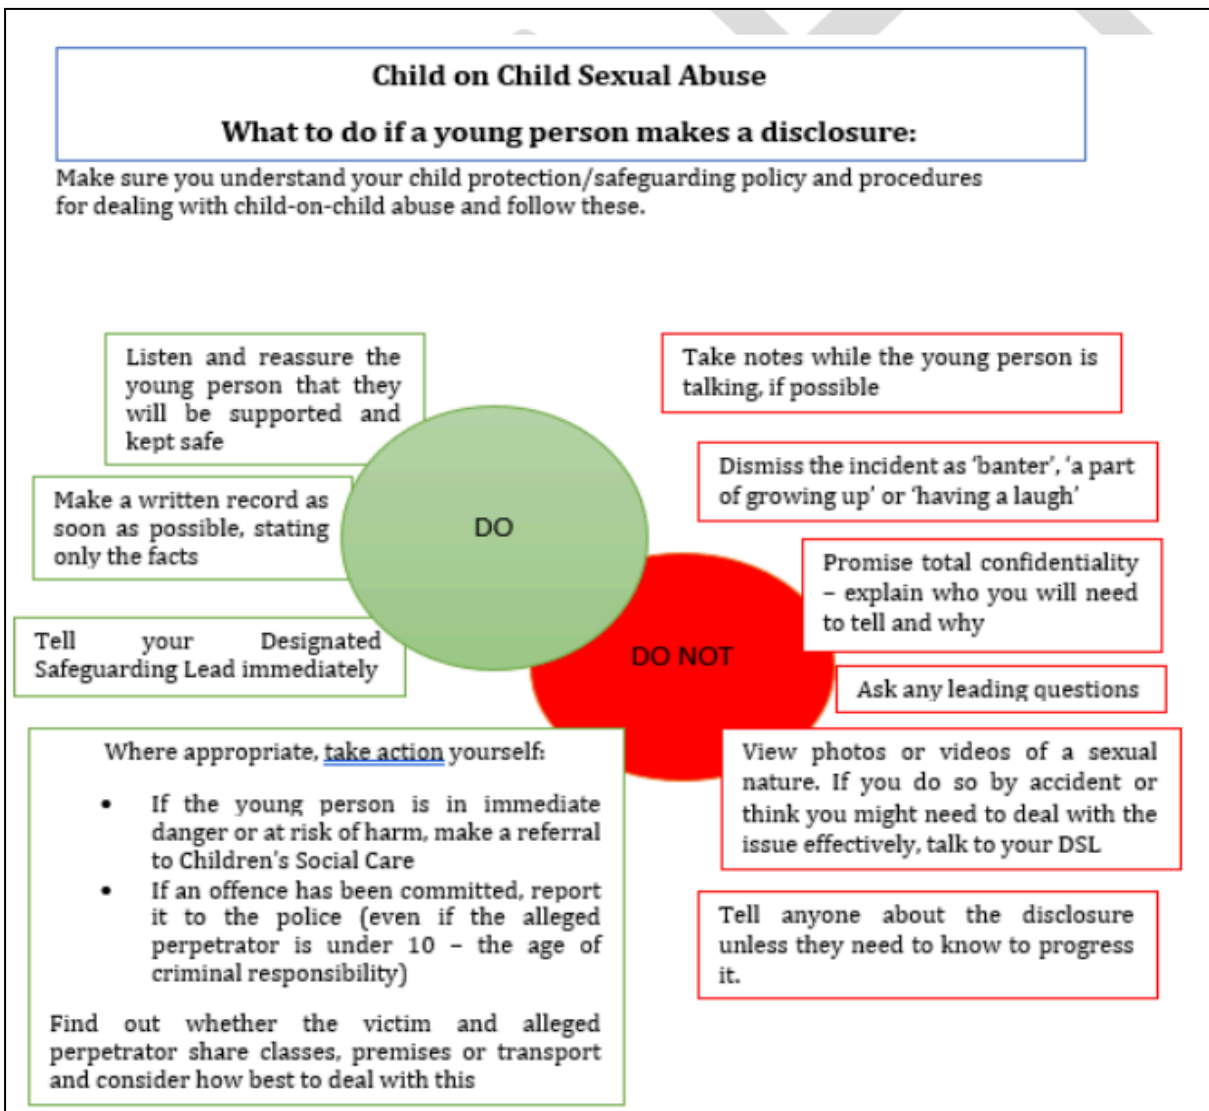 Child on Child Sexual Abuse
What to do if a young person makes a disclosure:
Make sure you understand your child protection/safeguarding policy and procedures
for dealing with child-on-child abuse and follow these.
Listen and reassure the
young person that they
will be supported and
kept safe
Make a written record as
soon as possible, stating
only the facts
Tell your Designated
Safeguarding Lead immediately
DO
Where appropriate, take action yourself:
• If the young person is in immediate
danger or at risk of harm, make a referral
to Children's Social Care
• If an offence has been committed, report
it to the police (even if the alleged
perpetrator is under 10 – the age of
criminal responsibility)
Find out whether the victim and alleged
perpetrator share classes, premises or transport
and consider how best to deal with this
DO NOT
Take notes while the young person is
talking, if possible
Dismiss the incident as ‘banter’, ‘a part
of growing up’ or ‘having a laugh’
Promise total confidentiality
– explain who you will need
to tell and why
Ask any leading questions
View photos or videos of a sexual
nature. If you do so by accident or
think you might need to deal with the
issue effectively, talk to your DSL
Tell anyone about the disclosure
unless they need to know to progress
it.